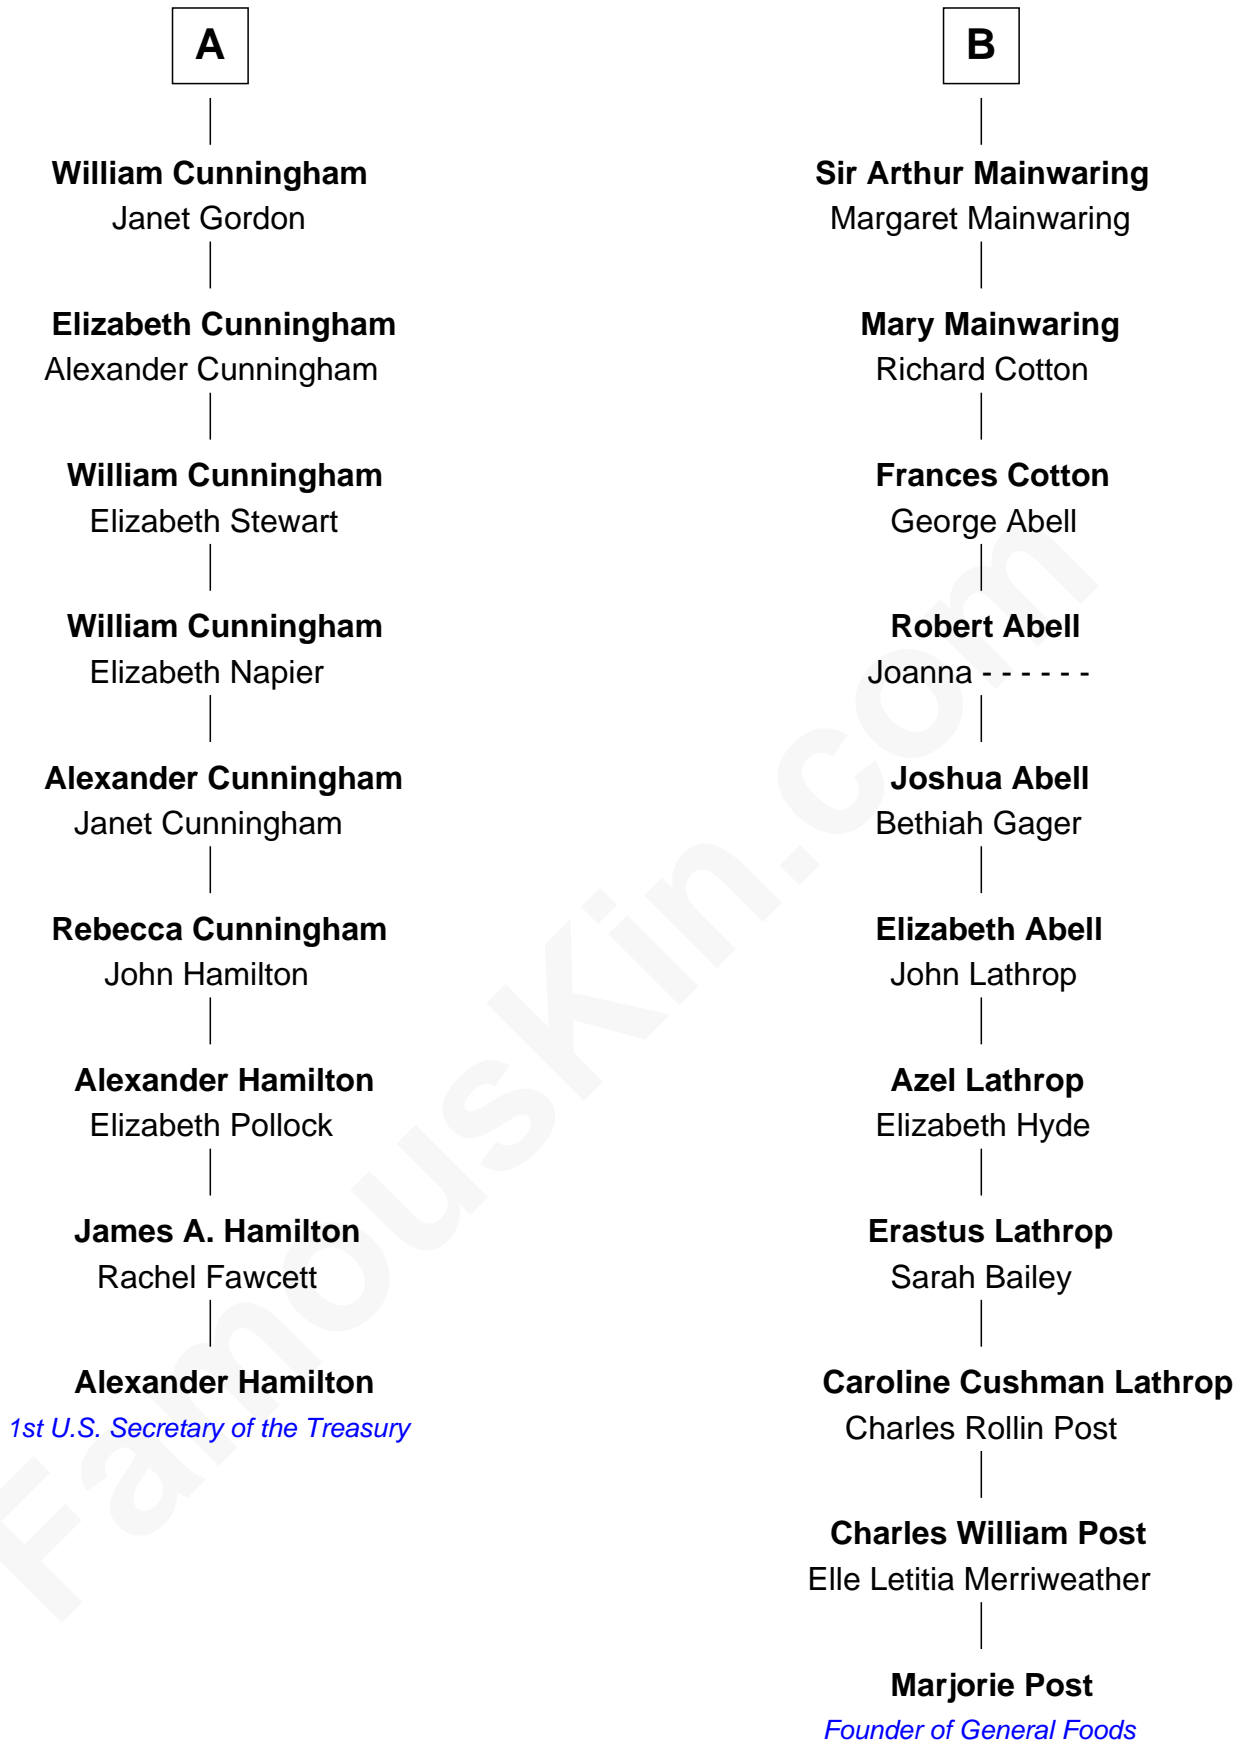 A
William Cunningham
Janet Gordon
Elizabeth Cunningham
Alexander Cunningham
William Cunningham
Elizabeth Stewart
William Cunningham
Elizabeth Napier
Alexander Cunningham
Janet Cunningham
Rebecca Cunningham
John Hamilton
Alexander Hamilton
Elizabeth Pollock
James A. Hamilton
Rachel Fawcett
Alexander Hamilton
1st U.S. Secretary of the Treasury
B
Sir Arthur Mainwaring
Margaret Mainwaring
Mary Mainwaring
Richard Cotton
Frances Cotton
George Abell
Robert Abell
Joanna - - - - - -
Joshua Abell
Bethiah Gager
Elizabeth Abell
John Lathrop
Azel Lathrop
Elizabeth Hyde
Erastus Lathrop
Sarah Bailey
Caroline Cushman Lathrop
Charles Rollin Post
Charles William Post
Elle Letitia Merriweather
Marjorie Post
Founder of General Foods
FamousKin.com